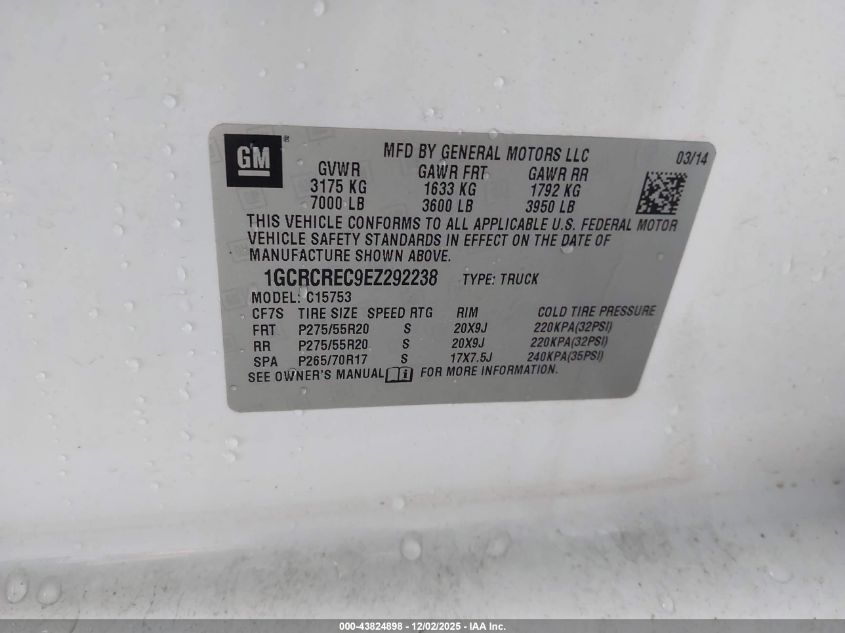 GM ®
MFD BY GENERAL MOTORS LLC 03/14
GVWR GAWR FRT GAWR RR
3175 KG 1633 KG 1792 KG
7000 LB 3600 LB 3950 LB
THIS VEHICLE CONFORMS TO ALL APPLICABLE U.S. FEDERAL MOTOR
VEHICLE SAFETY STANDARDS IN EFFECT ON THE DATE OF
MANUFACTURE SHOWN ABOVE.
1GCRCREC9EZ292238 TYPE: TRUCK
MODEL: C15753
CF7S TIRE SIZE SPEED RTG RIM COLD TIRE PRESSURE
FRT P275/55R20 S 20X9J 220KPA(32PSI)
RR P275/55R20 S 20X9J 220KPA(32PSI)
SPA P265/70R17 S 17X7.5J 240KPA(35PSI)
SEE OWNER'S MANUAL i FOR MORE INFORMATION.
000-43824898 - 12/02/2025 - IAA Inc.